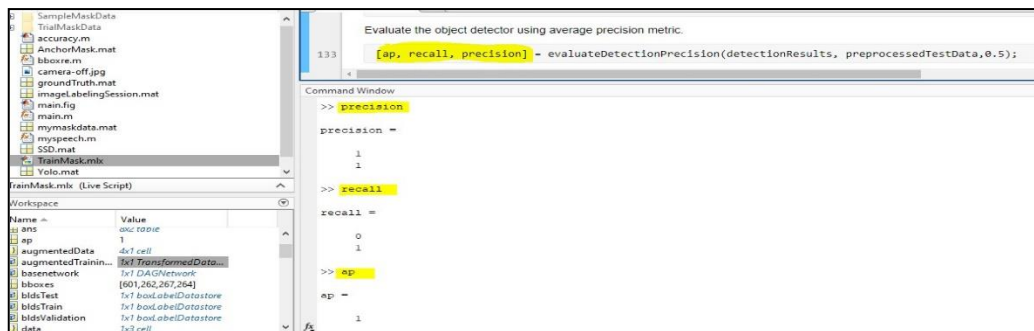 SampleMaskData
TrialMaskData
accuracy.m
AnchorMask.mat
bboxre.m
camera-off.jpg
groundTruth.mat
imageLabelingSession.mat
main.fig
main.m
mymaskdata.mat
myspeech.m
SSD.mat
TrainMask.mlx
Yolo.mat
TrainMask.mlx (Live Script)
Workspace
Name Value
ans 8x2 table
ap 1
augmentedData 4x1 cell
augmentedTrainin... 1x1 TransformedData...
basenetwork 1x1 DAGNetwork
bboxes [601,262,267,264]
bldsTest 1x1 boxLabelDatastore
bldsTrain 1x1 boxLabelDatastore
bldsValidation 1x1 boxLabelDatastore
data 1x3 cell
Evaluate the object detector using average precision metric.
133 [ap, recall, precision] = evaluateDetectionPrecision(detectionResults, preprocessedTestData,0.5);
Command Window
>> precision
precision =
1
1
>> recall
recall =
0
1
>> ap
ap =
1
fx